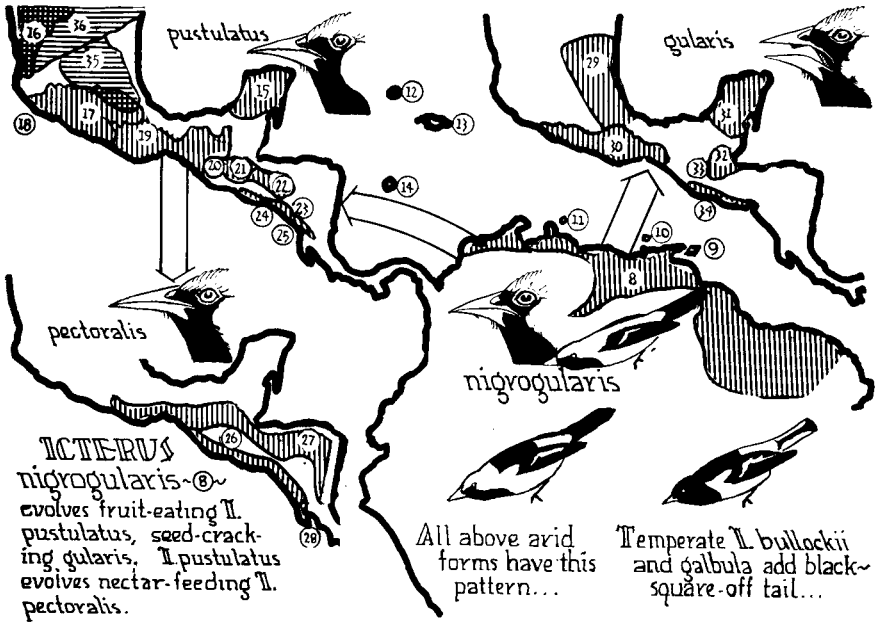 pustulatus
gularis
16
36
35
17
18
19
15
12
13
14
20
21
22
23
24
25
29
30
31
32
33
34
11
10
9
8
pectoralis
nigrogularis
26
27
28
ICTERUS
nigrogularis~8~
evolves fruit-eating I.
pustulatus, seed-crack-
ing gularis. I. pustulatus
evolves nectar-feeding I.
pectoralis.
All above arid
forms have this
pattern...
Temperate I. bullockii
and galbula add black~
square-off tail...